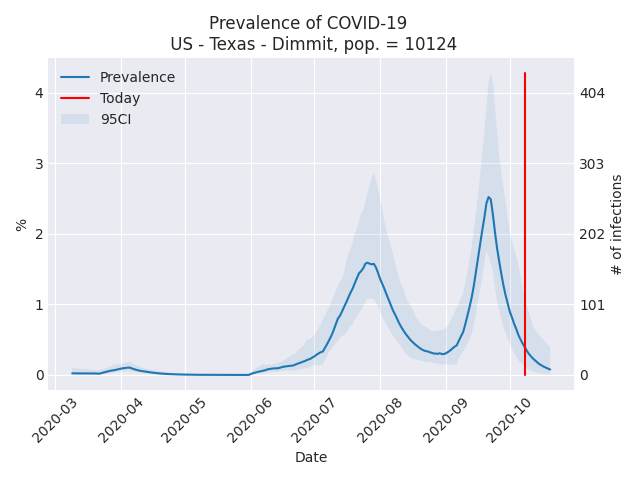 Prevalence of COVID-19
US - Texas - Dimmit, pop. = 10124
Prevalence
Today
95CI
4
3
2
1
0
%
404
303
202
101
0
# of infections
2020-03
2020-04
2020-05
2020-06
2020-07
2020-08
2020-09
2020-10
Date